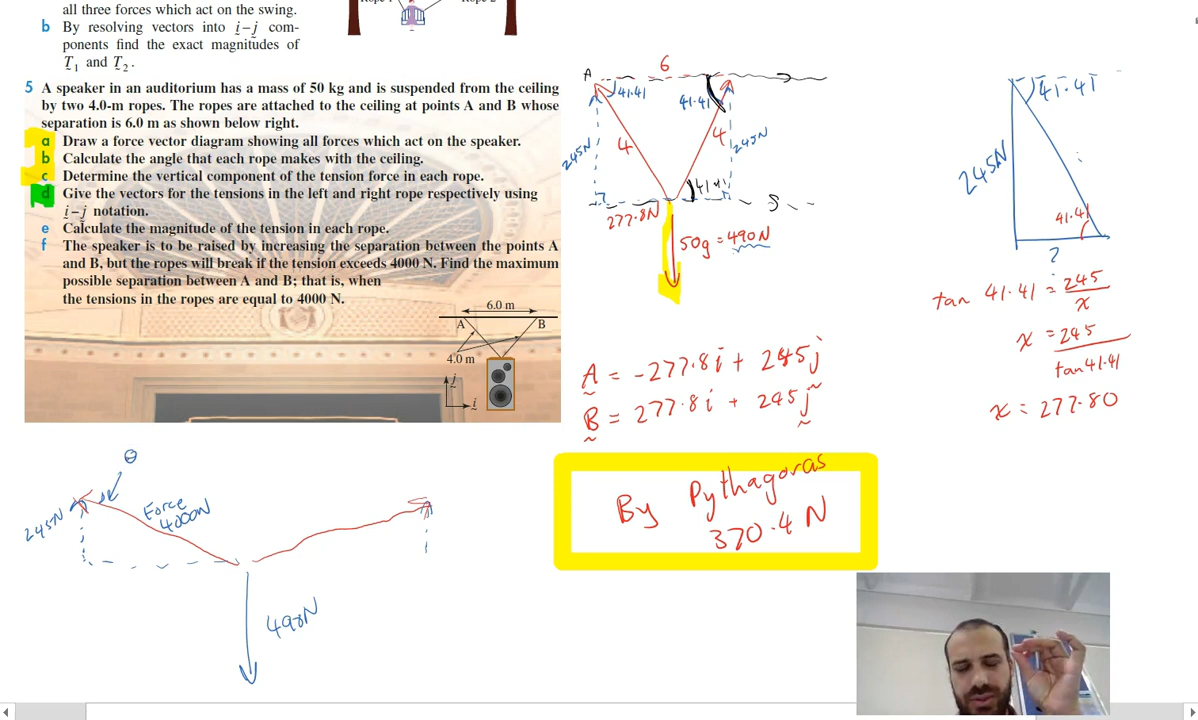 all three forces which act on the swing.
b By resolving vectors into i–j com-
ponents find the exact magnitudes of
T1 and T2.
5 A speaker in an auditorium has a mass of 50 kg and is suspended from the ceiling
by two 4.0-m ropes. The ropes are attached to the ceiling at points A and B whose
separation is 6.0 m as shown below right.
a Draw a force vector diagram showing all forces which act on the speaker.
b Calculate the angle that each rope makes with the ceiling.
c Determine the vertical component of the tension force in each rope.
d Give the vectors for the tensions in the left and right rope respectively using
i–j notation.
e Calculate the magnitude of the tension in each rope.
f The speaker is to be raised by increasing the separation between the points A
and B, but the ropes will break if the tension exceeds 4000 N. Find the maximum
possible separation between A and B; that is, when
the tensions in the ropes are equal to 4000 N.
6.0 m
A
B
4.0 m
j
i
A
6
41.41
41.41
245N
4
4
245N
277.8N
50g = 490N
A = -277.8i + 245j
B = 277.8i + 245j
By Pythagoras
370.4 N
41.41
245N
41.41
?
tan 41.41 = 245/x
x = 245/tan 41.41
x = 277.80
θ
245N
Force
4000N
490N